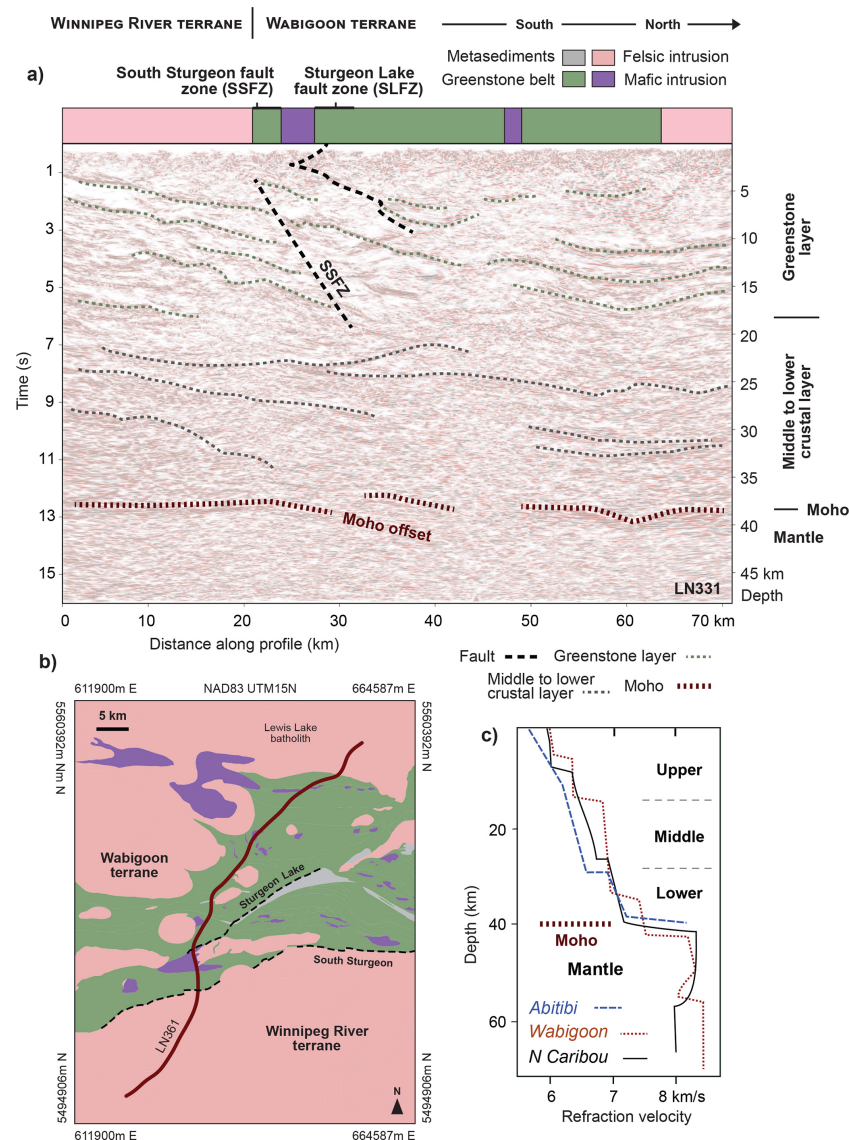 WINNIPEG RIVER TERRANE
WABIGOON TERRANE
South
North
Metasediments
Felsic intrusion
Greenstone belt
Mafic intrusion
a)
South Sturgeon fault
zone (SSFZ)
Sturgeon Lake
fault zone (SLFZ)
1
3
5
7
9
11
13
15
Time (s)
SSFZ
Moho offset
LN331
5
10
15
20
25
30
35
40
45 km
Depth
Greenstone
layer
Middle to lower
crustal layer
Moho
Mantle
0
10
20
30
40
50
60
70 km
Distance along profile (km)
Fault
Greenstone layer
Middle to lower
crustal layer
Moho
b)
611900m E
NAD83 UTM15N
664587m E
5560392m N
5560392m N
5 km
Lewis Lake
batholith
Wabigoon
terrane
Sturgeon Lake
South Sturgeon
LN361
Winnipeg River
terrane
N
5494906m N
5494906m N
611900m E
664587m E
c)
Upper
Middle
Lower
20
40
60
Depth (km)
Moho
Mantle
Abitibi
Wabigoon
N Caribou
6
7
8 km/s
Refraction velocity